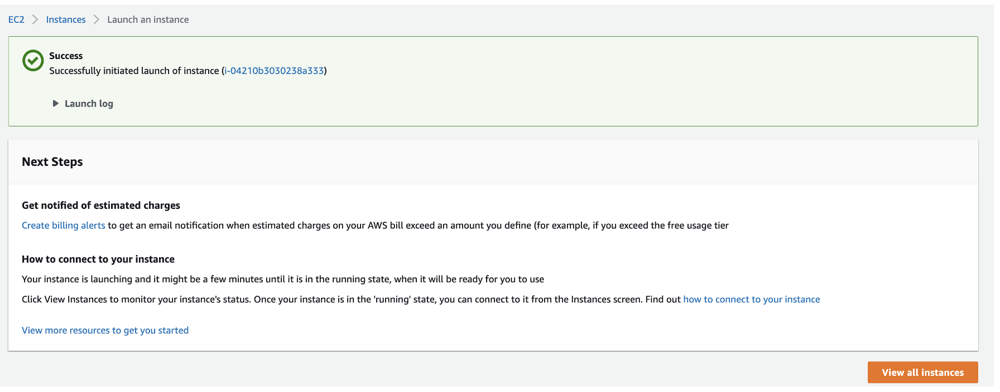 EC2 > Instances > Launch an instance
Success
Successfully initiated launch of instance (i-04210b3030238a333)
Launch log
Next Steps
Get notified of estimated charges
Create billing alerts to get an email notification when estimated charges on your AWS bill exceed an amount you define (for example, if you exceed the free usage tier
How to connect to your instance
Your instance is launching and it might be a few minutes until it is in the running state, when it will be ready for you to use
Click View Instances to monitor your instance's status. Once your instance is in the 'running' state, you can connect to it from the Instances screen. Find out how to connect to your instance
View more resources to get you started
View all instances